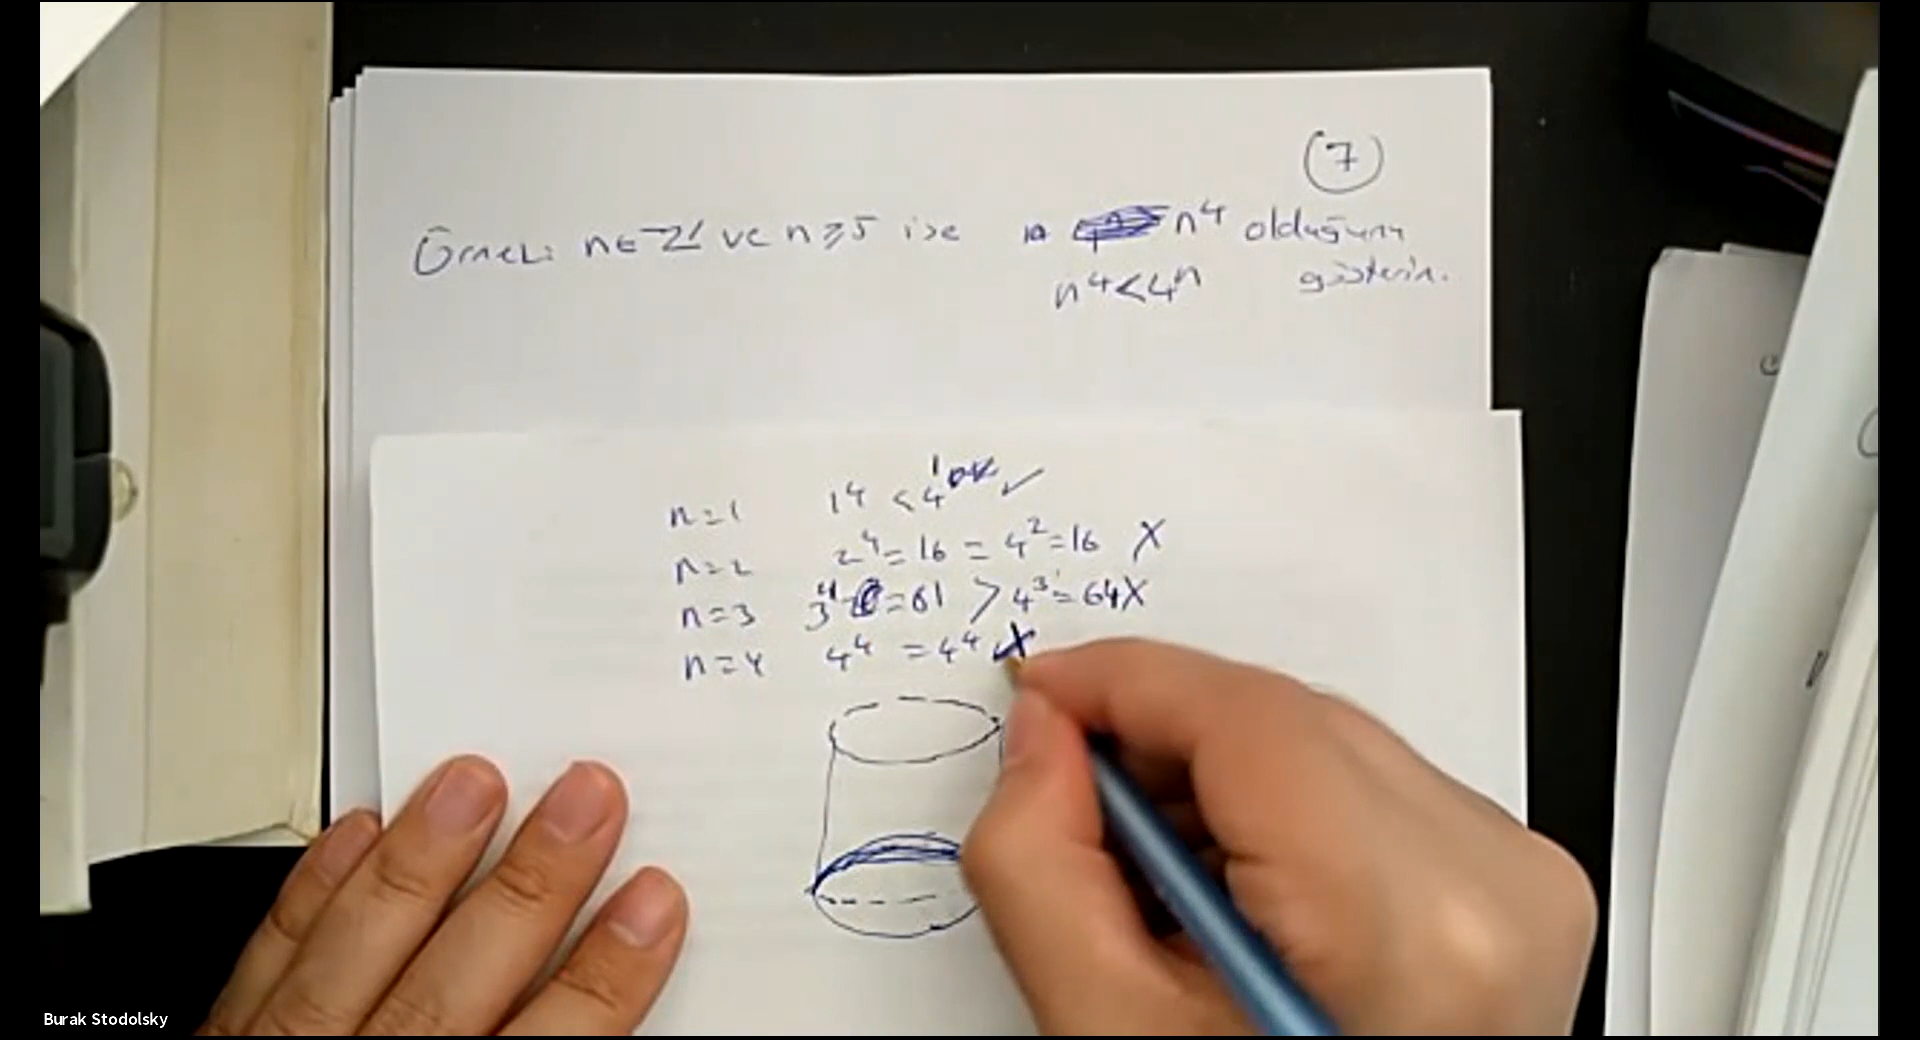 (7)
Örnek: n∈Z ve n≥5 ise n⁴ olduğunu
n⁴<4ⁿ gösterin.
n=1 1⁴ < 4¹ ok ✓
n=2 2⁴=16 = 4²=16 X
n=3 3⁴=81 > 4³=64 X
n=4 4⁴ =4⁴ X
Burak Stodolsky